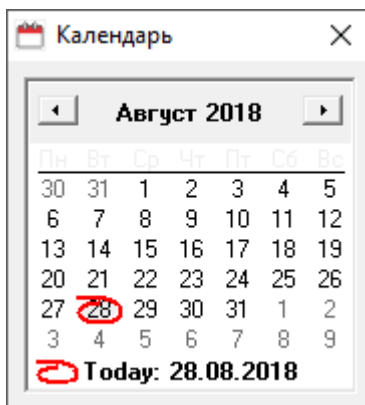 Календарь
Август 2018
Пн Вт Ср Чт Пт Сб Вс
30 31 1 2 3 4 5
6 7 8 9 10 11 12
13 14 15 16 17 18 19
20 21 22 23 24 25 26
27 28 29 30 31 1 2
3 4 5 6 7 8 9
Today: 28.08.2018